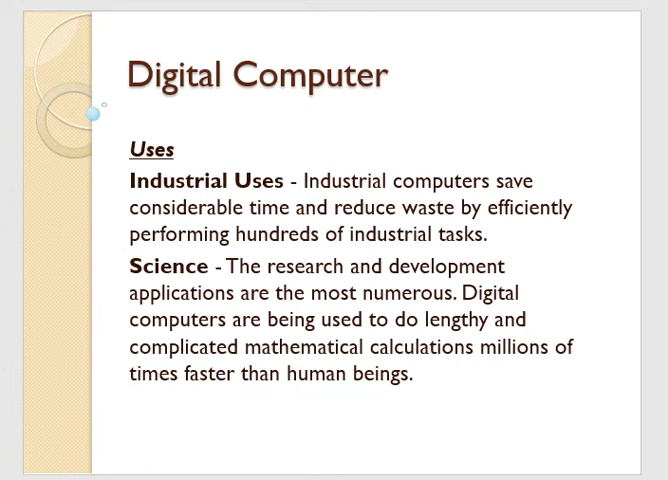 Digital Computer
Uses
Industrial Uses - Industrial computers save
considerable time and reduce waste by efficiently
performing hundreds of industrial tasks.
Science - The research and development
applications are the most numerous. Digital
computers are being used to do lengthy and
complicated mathematical calculations millions of
times faster than human beings.